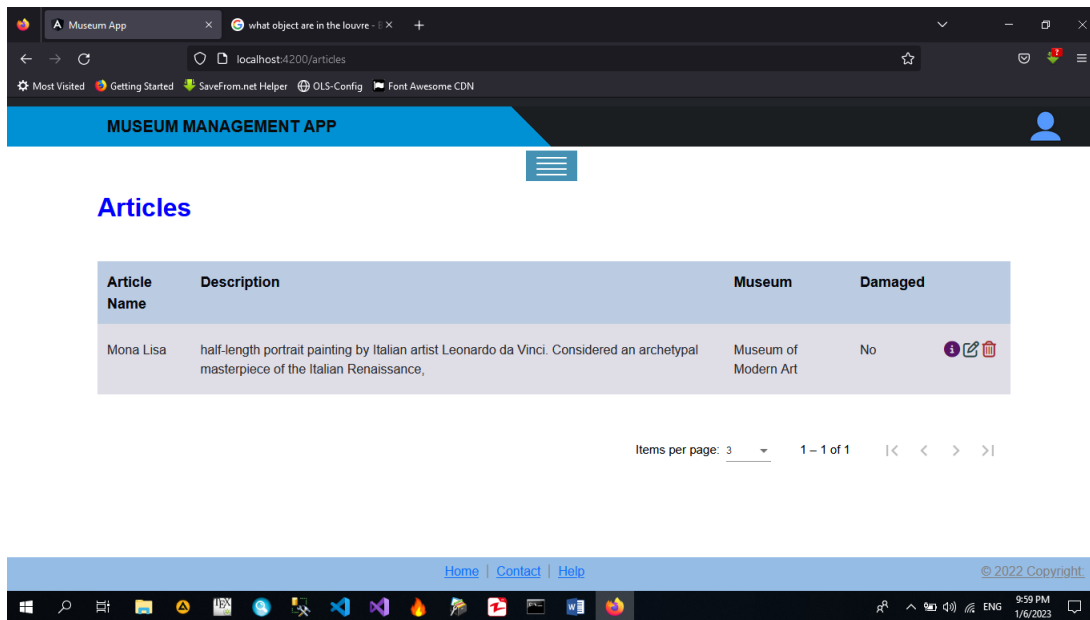 Museum App
what object are in the louvre -
localhost:4200/articles
Most Visited Getting Started SaveFrom.net Helper OLS-Config Font Awesome CDN
MUSEUM MANAGEMENT APP
Articles
Article Name Description Museum Damaged
Mona Lisa half-length portrait painting by Italian artist Leonardo da Vinci. Considered an archetypal Museum of No
masterpiece of the Italian Renaissance, Modern Art
Items per page: 3 1 – 1 of 1
Home | Contact | Help © 2022 Copyright:
ENG 9:59 PM
1/6/2023